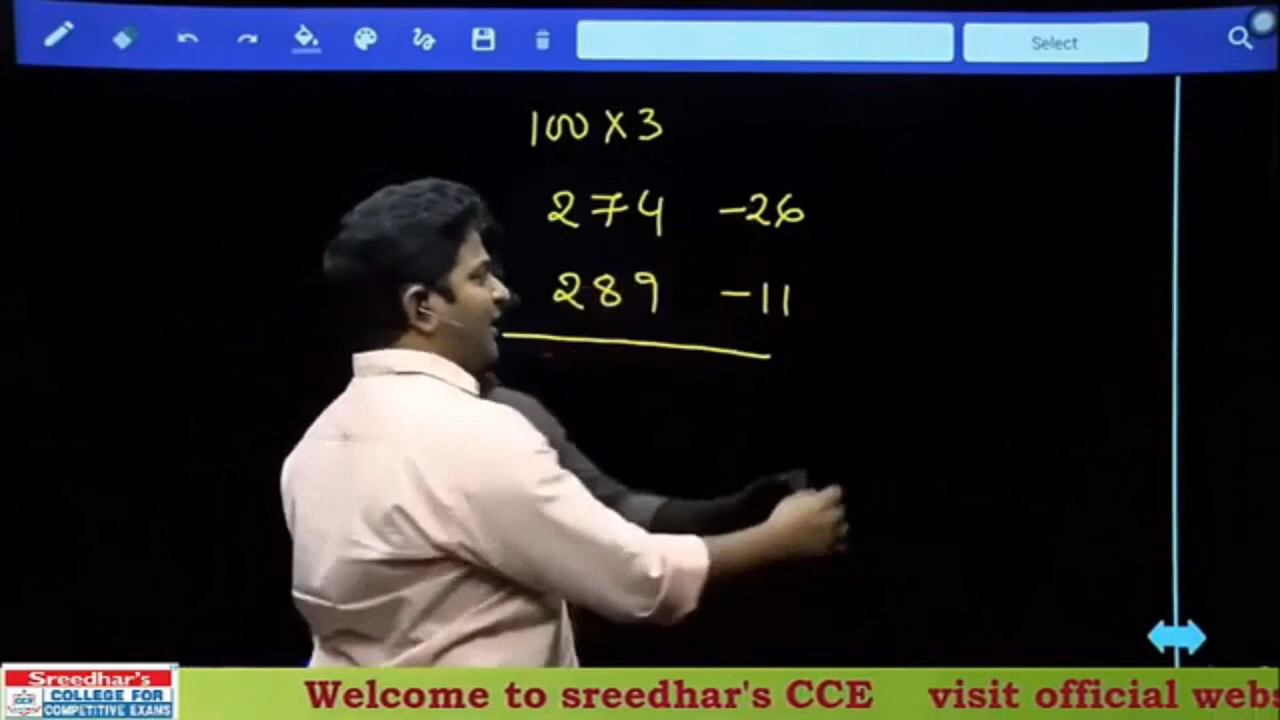 Select
100 × 3
274 -26
289 -11
Sreedhar's
CCE
COLLEGE FOR
COMPETITIVE EXAMS
Welcome to sreedhar's CCE visit official webs